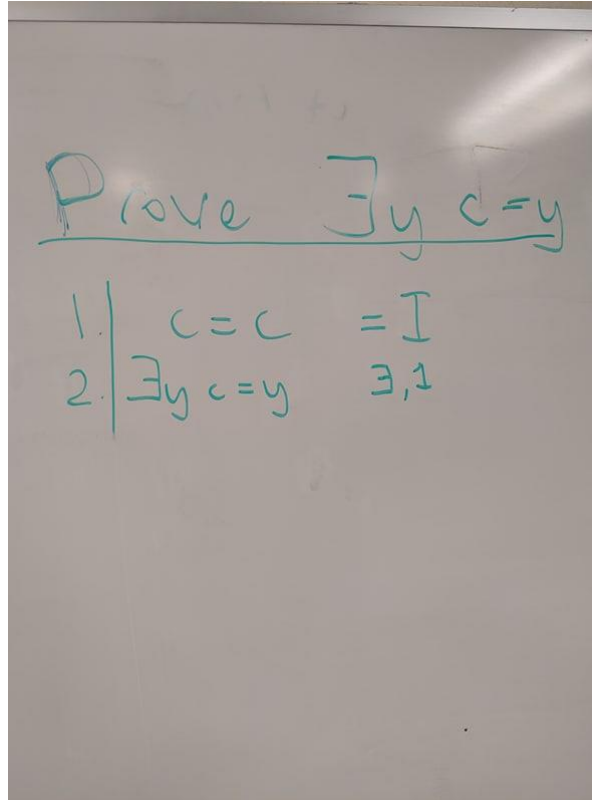 Prove ∃y c=y
1. c=c =I
2. ∃y c=y ∃,1